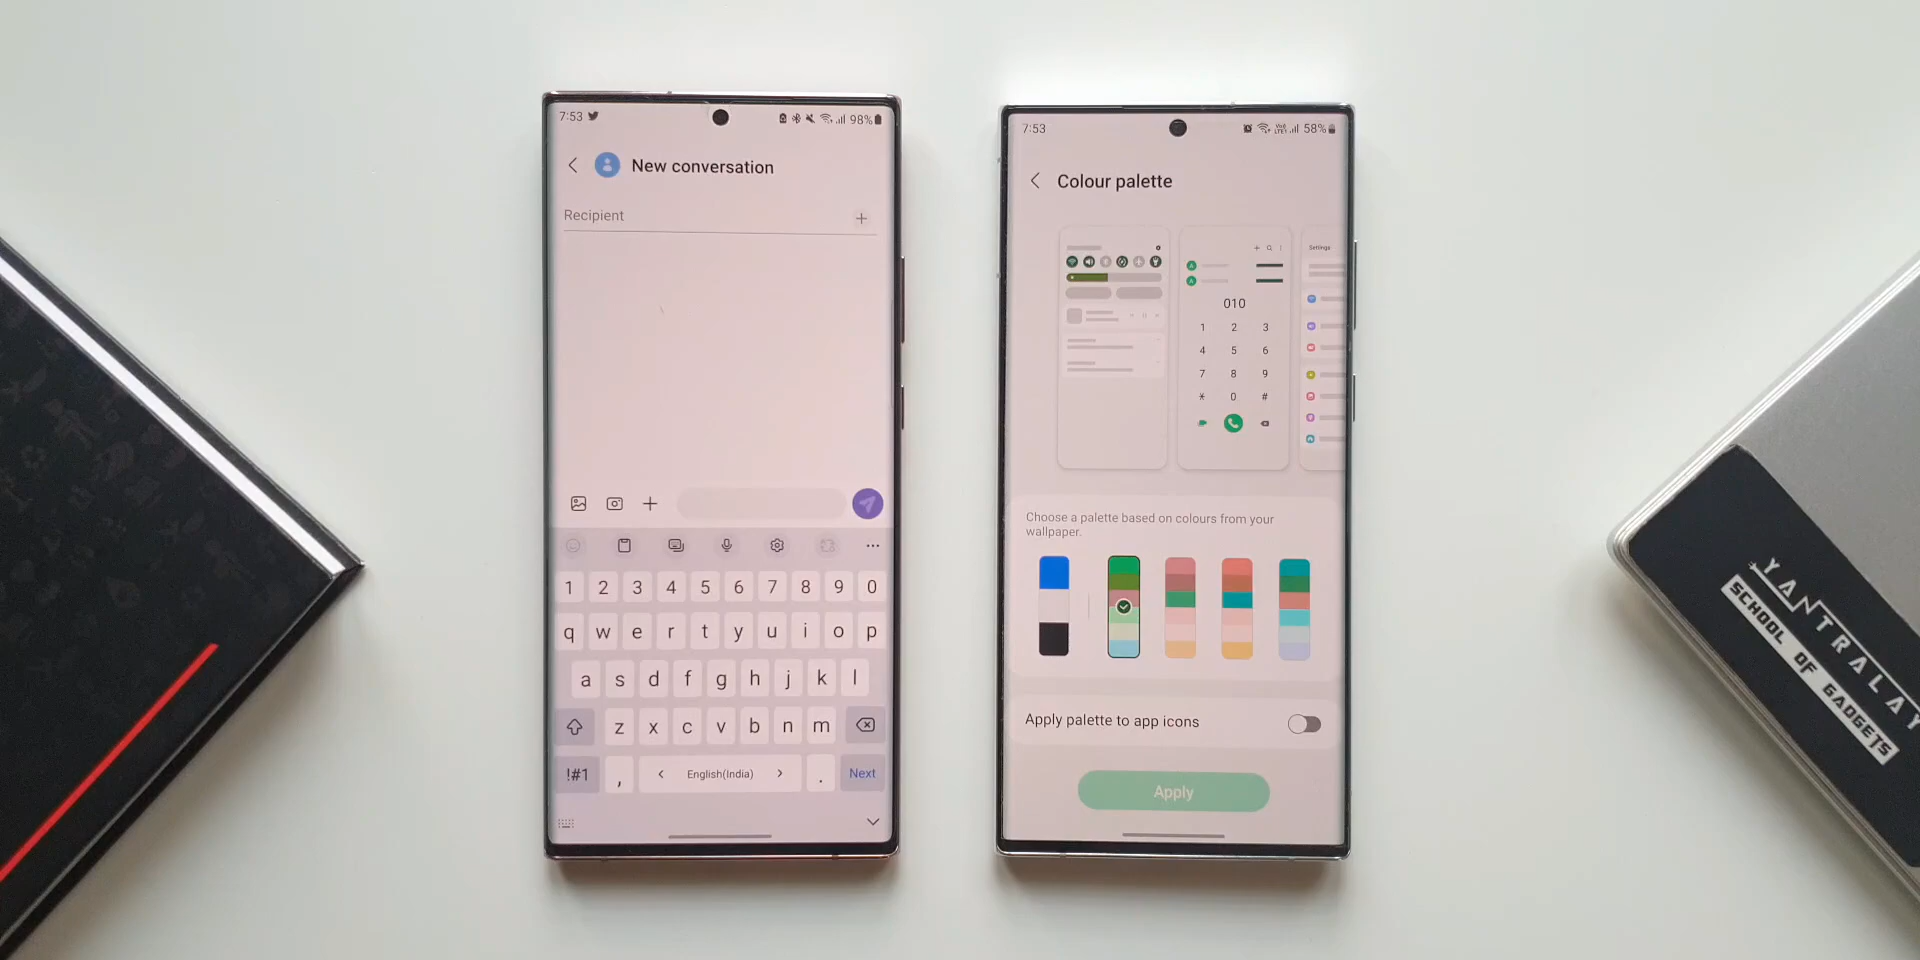 7:53
98%
New conversation
Recipient
1 2 3 4 5 6 7 8 9 0
q w e r t y u i o p
a s d f g h j k l
z x c v b n m
!#1 , < English(India) > . Next
7:53
58%
Colour palette
Settings
010
1 2 3
4 5 6
7 8 9
* 0 #
Choose a palette based on colours from your
wallpaper.
Apply palette to app icons
Apply
YANTRALAY
SCHOOL OF GADGETS